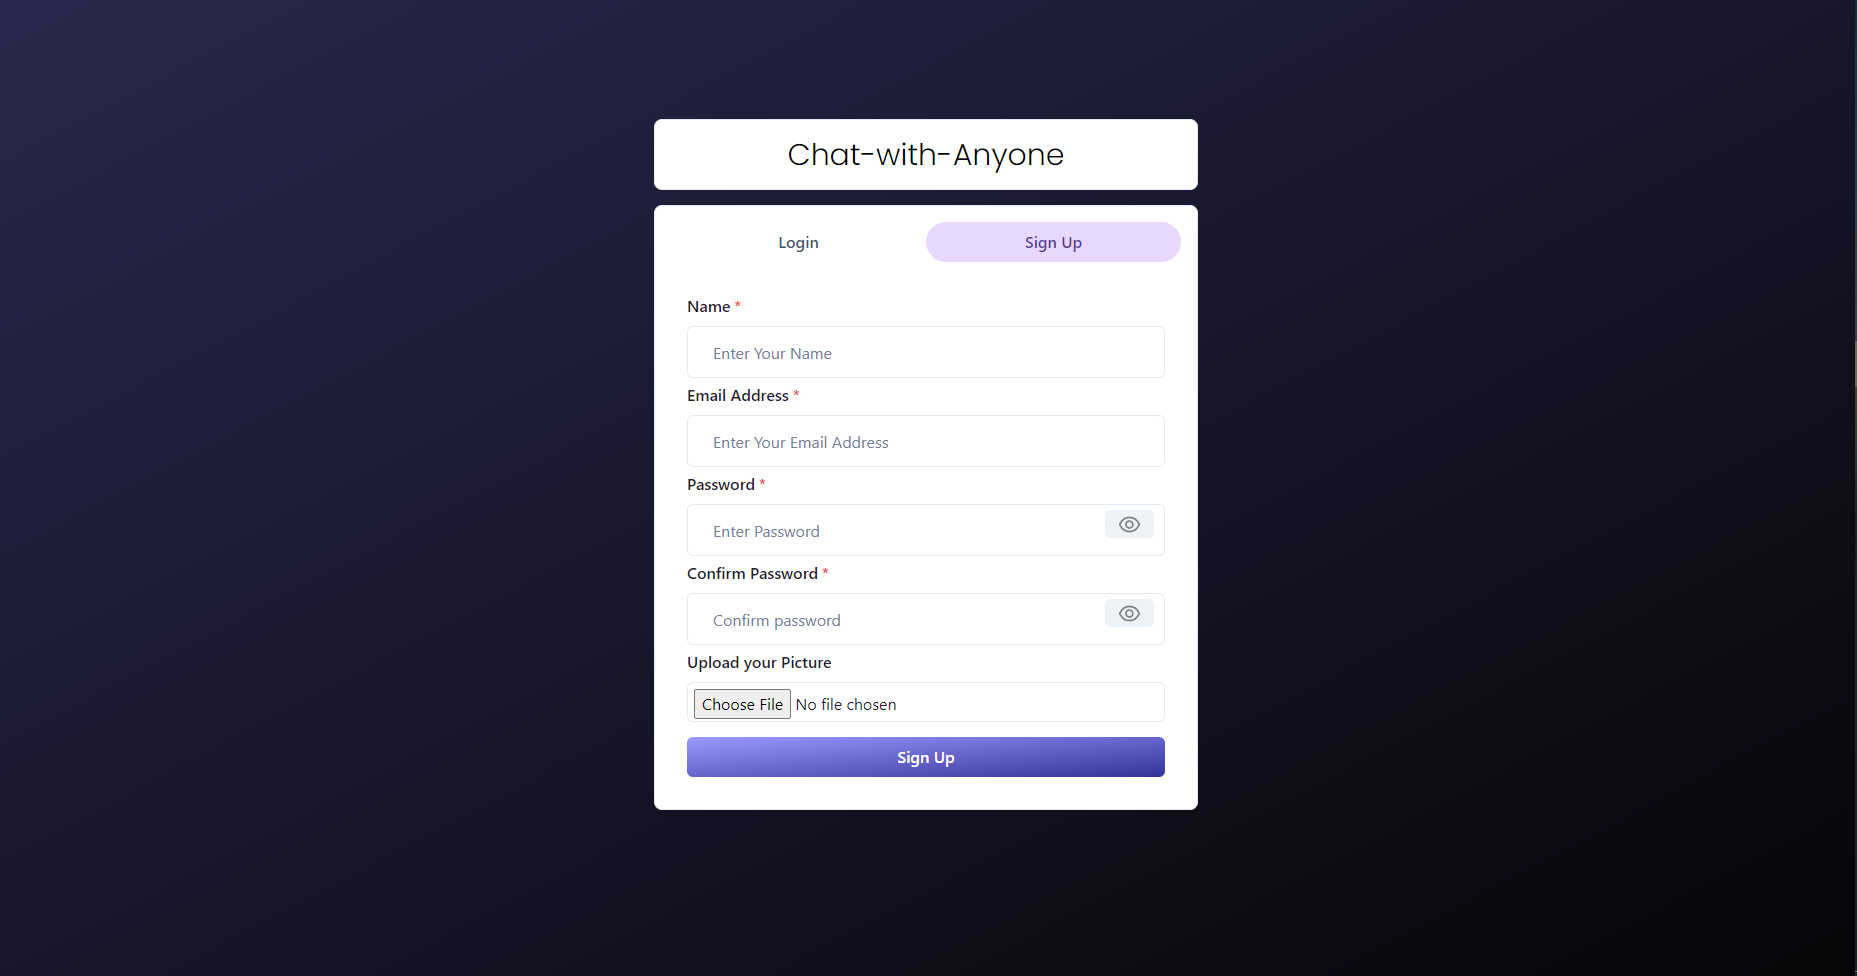 Chat-with-Anyone
Login
Sign Up
Name *
Enter Your Name
Email Address *
Enter Your Email Address
Password *
Enter Password
Confirm Password *
Confirm password
Upload your Picture
Choose File No file chosen
Sign Up